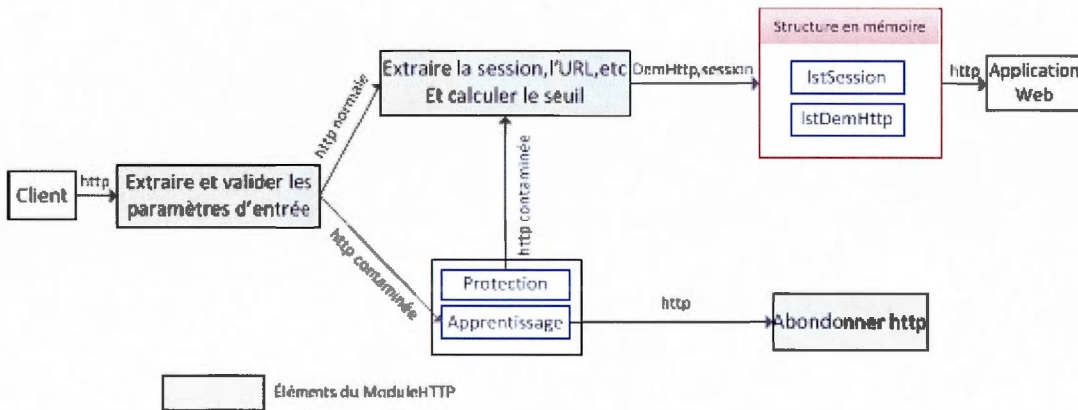 Structure en mémoire
Extraire la session,l'URL,etc
Et calculer le seuil
DemHttp,session
lstSession
lstDemHttp
http
Application
Web
http normale
http contaminée
Client
http
Extraire et valider les
paramètres d'entrée
http contaminée
Protection
Apprentissage
http
Abondonner http
Éléments du ModuleHTTP